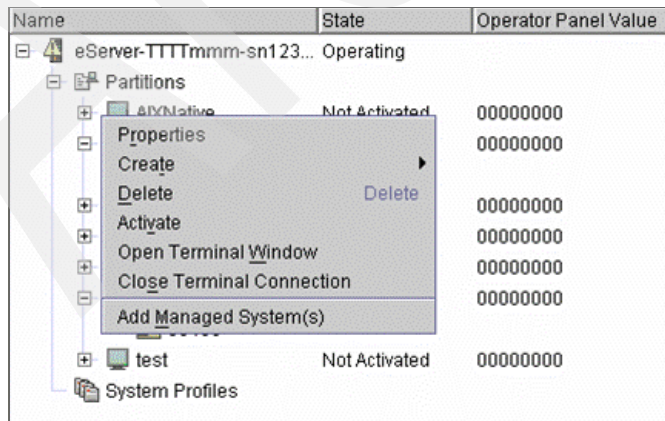 Name State Operator Panel Value
eServer-TTTTmmm-sn123... Operating
Partitions
AIXNative Not Activated 00000000
Properties 00000000
Create
Delete Delete
00000000
Activate
00000000
Open Terminal Window
00000000
Close Terminal Connection
00000000
Add Managed System(s)
test Not Activated 00000000
System Profiles